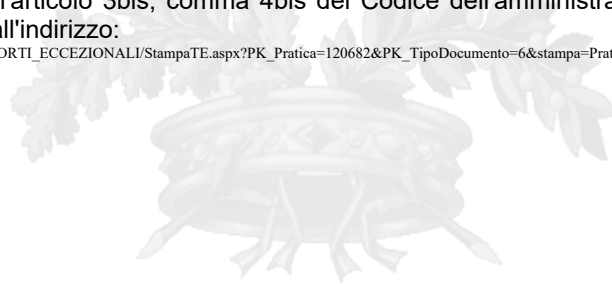 l'articolo 3bis, comma 4bis del Codice dell'amministra
all'indirizzo:
ORTI_ECCEZIONALI/StampaTE.aspx?PK_Pratica=120682&PK_TipoDocumento=6&stampa=Prat